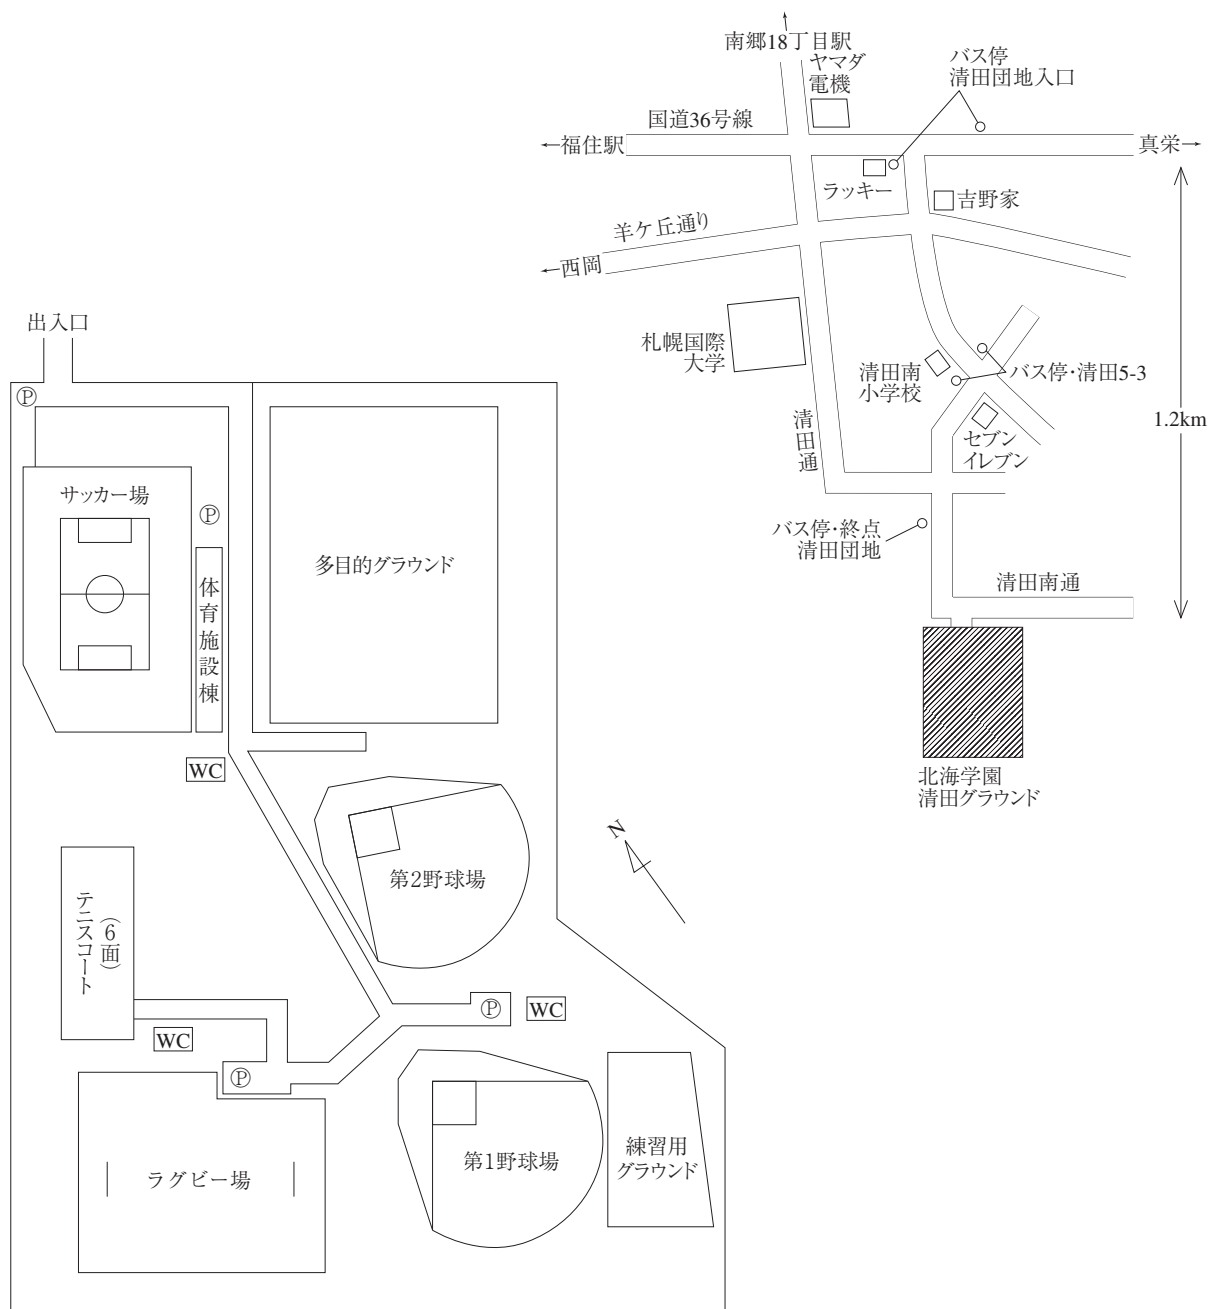 南郷18丁目駅
ヤマダ
電機
バス停
清田団地入口
国道36号線
←福住駅
真栄→
ラッキー
吉野家
羊ケ丘通り
←西岡
札幌国際
大学
清田南
小学校
バス停・清田5-3
1.2km
清田通
セブン
イレブン
バス停・終点
清田団地
清田南通
北海学園
清田グラウンド
出入口
Ⓟ
サッカー場
Ⓟ
多目的グラウンド
体育施設棟
WC
N
第2野球場
テニスコート
(6面)
Ⓟ
WC
WC
Ⓟ
第1野球場
練習用
グラウンド
ラグビー場